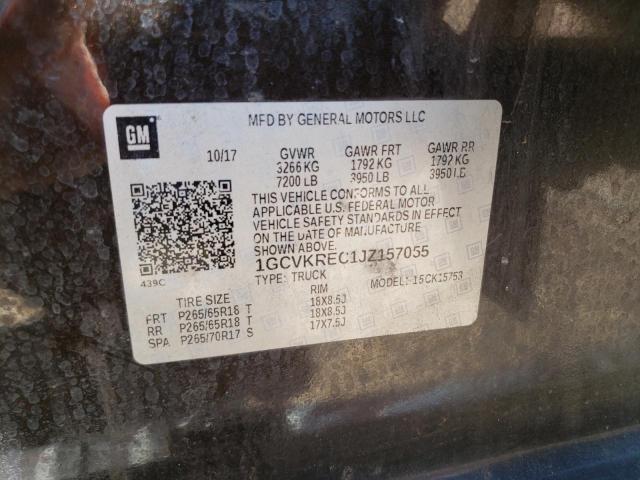 MFD BY GENERAL MOTORS LLC
GM
10/17 GVWR GAWR FRT GAWR RR
3266 KG 1792 KG 1792 KG
7200 LB 3950 LB 3950 LB
THIS VEHICLE CONFORMS TO ALL
APPLICABLE U.S. FEDERAL MOTOR
VEHICLE SAFETY STANDARDS IN EFFECT
ON THE DATE OF MANUFACTURE
SHOWN ABOVE.
439C
1GCVKREC1JZ157055
TYPE: TRUCK MODEL: 15CK15753
TIRE SIZE RIM
FRT P265/65R18 T 18X8.5J
RR P265/65R18 T 18X8.5J
SPA P265/70R17 S 17X7.5J